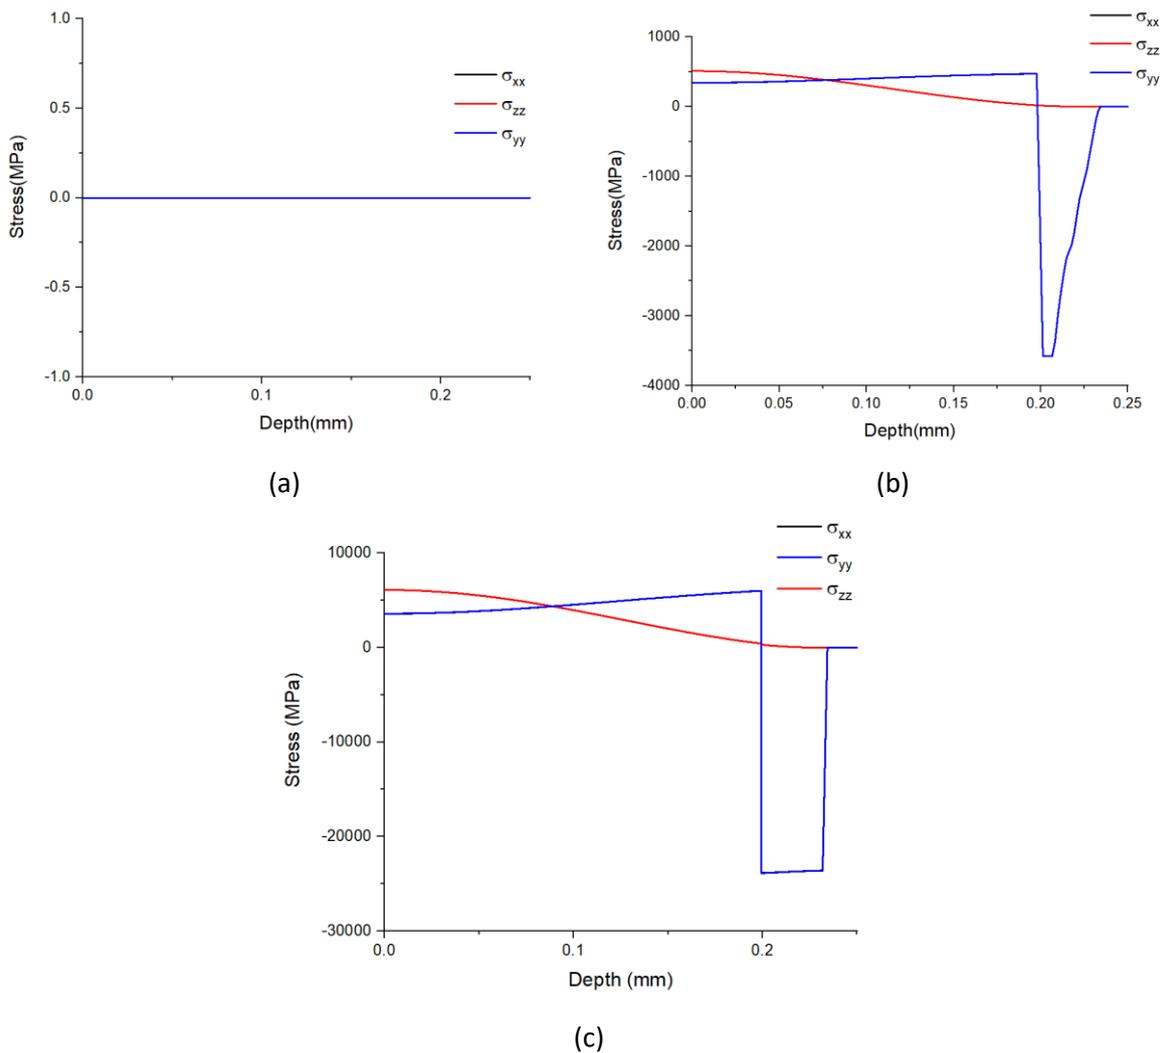 1.0
0.5
0.0
-0.5
-1.0
Stress(MPa)
σxx
σzz
σyy
0.0 0.1 0.2
Depth(mm)
(a)
1000
0
-1000
-2000
-3000
-4000
Stress(MPa)
σxx
σzz
σyy
0.00 0.05 0.10 0.15 0.20 0.25
Depth(mm)
(b)
10000
0
-10000
-20000
-30000
Stress (MPa)
σxx
σyy
σzz
0.0 0.1 0.2
Depth (mm)
(c)